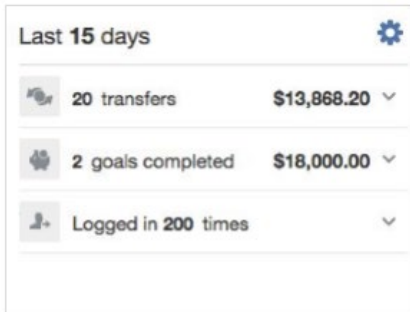 Last 15 days
20 transfers $13,868.20
2 goals completed $18,000.00
Logged in 200 times